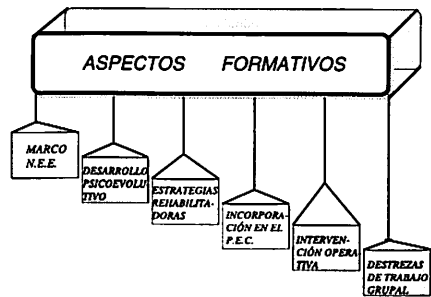 ASPECTOS FORMATIVOS
MARCO
N.E.E.
DESARROLLO
PSICOEVOLU-
TIVO
ESTRATEGIAS
REHABILITA-
DORAS
INCORPORA-
CIÓN EN EL
P.E.C.
INTERVEN-
CIÓN OPERA-
TIVA
DESTREZAS
DE TRABAJO
GRUPAL